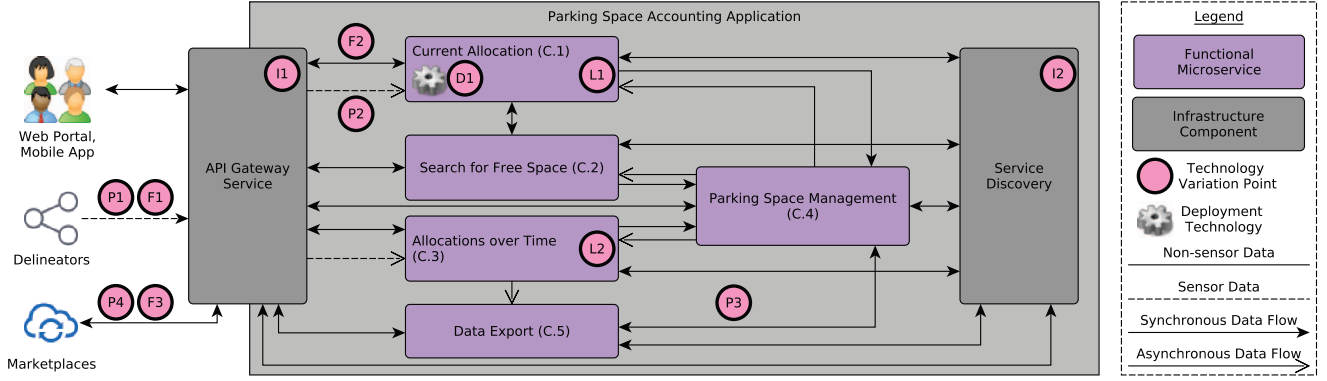 Parking Space Accounting Application
Web Portal,
Mobile App
P1
F1
Delineators
P4
F3
Marketplaces
I1
API Gateway
Service
F2
P2
Current Allocation (C.1)
D1
L1
Search for Free Space (C.2)
Allocations over Time
(C.3)
L2
Data Export (C.5)
Parking Space Management
(C.4)
P3
I2
Service
Discovery
Legend
Functional
Microservice
Infrastructure
Component
Technology
Variation Point
Deployment
Technology
Non-sensor Data
Sensor Data
Synchronous Data Flow
Asynchronous Data Flow